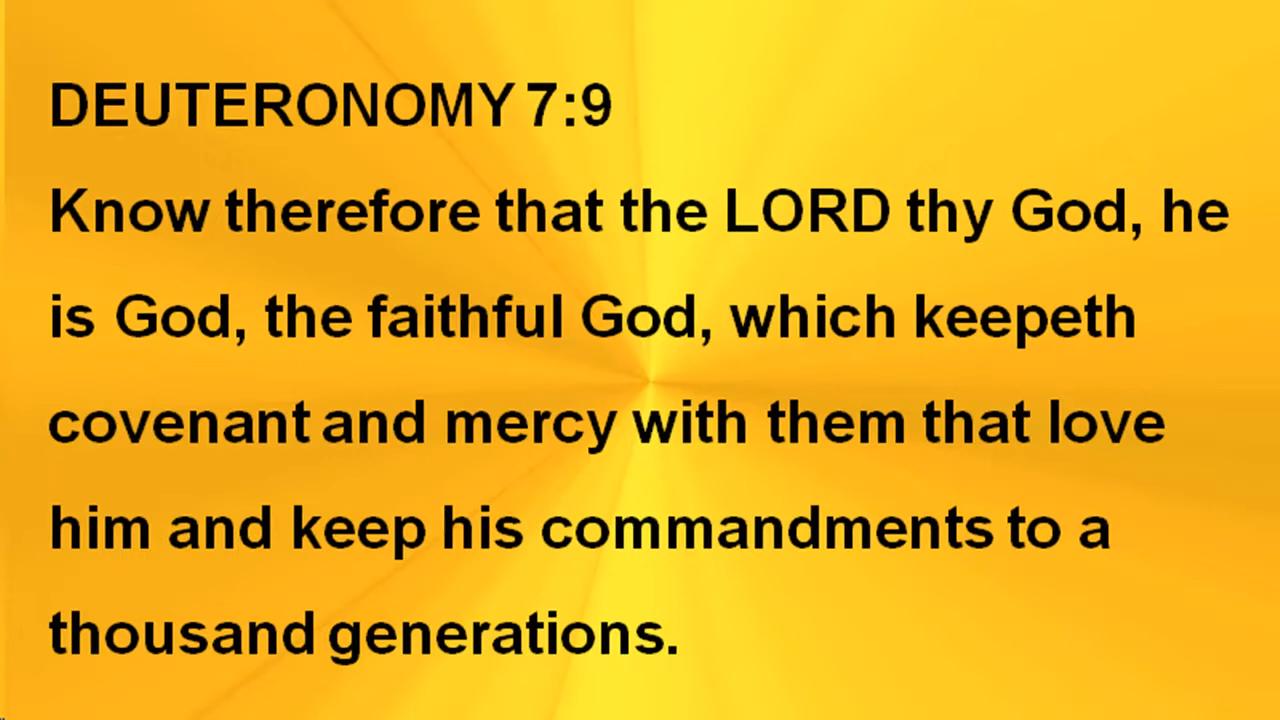 DEUTERONOMY 7:9
Know therefore that the LORD thy God, he
is God, the faithful God, which keepeth
covenant and mercy with them that love
him and keep his commandments to a
thousand generations.